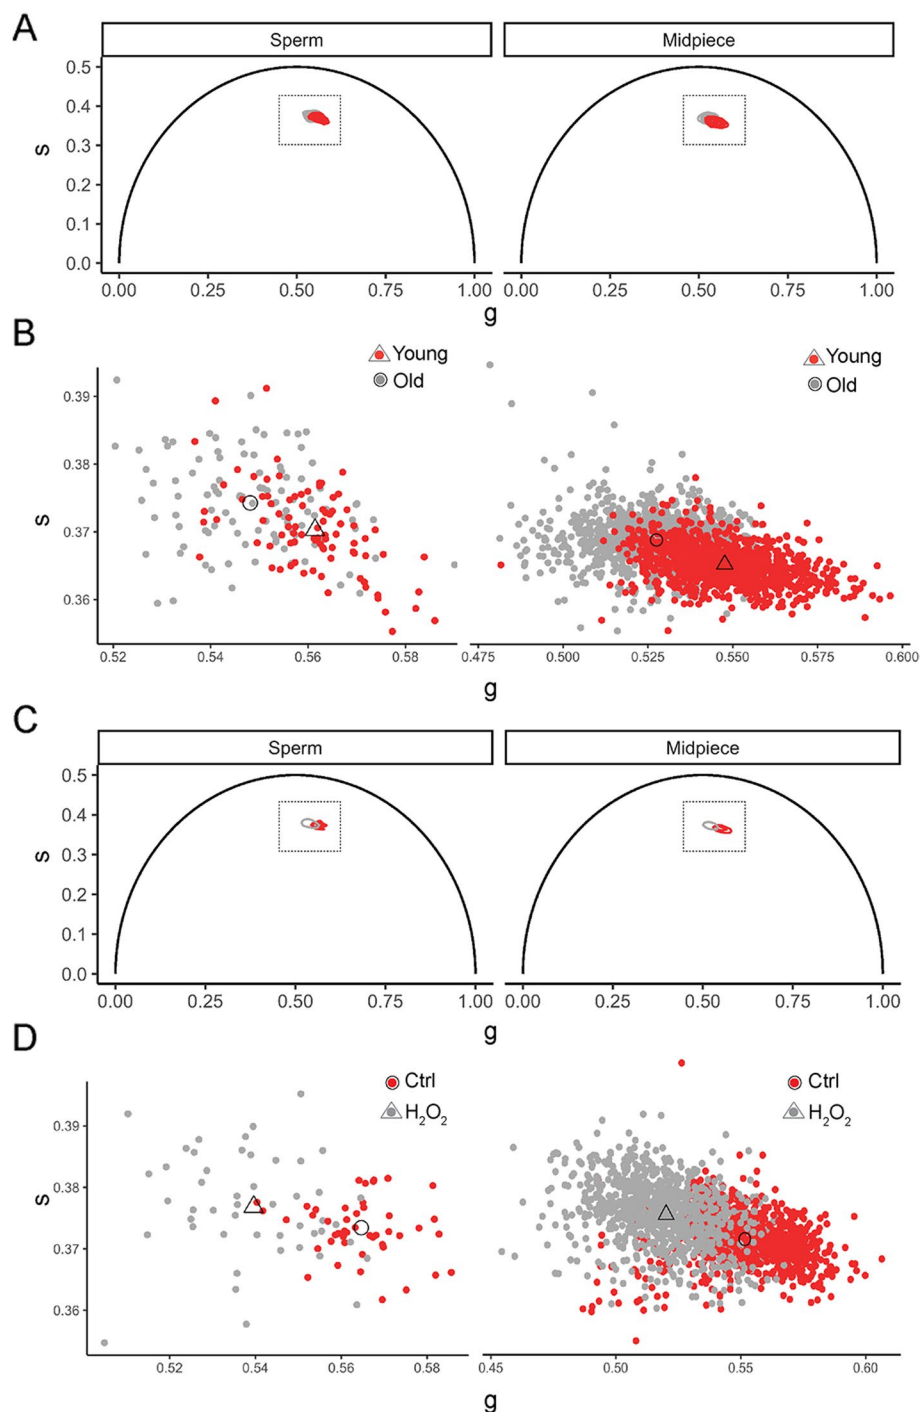 A
Sperm Midpiece
0.5
0.4
0.3
0.2
0.1
0.0
s
0.00 0.25 0.50 0.75 1.00 0.00 0.25 0.50 0.75 1.00
g
B
Young Young
Old Old
0.39
0.38
0.37
0.36
s
0.52 0.54 0.56 0.58 0.475 0.500 0.525 0.550 0.575 0.600
g
C
Sperm Midpiece
0.5
0.4
0.3
0.2
0.1
0.0
s
0.00 0.25 0.50 0.75 1.00 0.00 0.25 0.50 0.75 1.00
g
D
Ctrl Ctrl
H₂O₂ H₂O₂
0.39
0.38
0.37
0.36
s
0.52 0.54 0.56 0.58 0.45 0.50 0.55 0.60
g